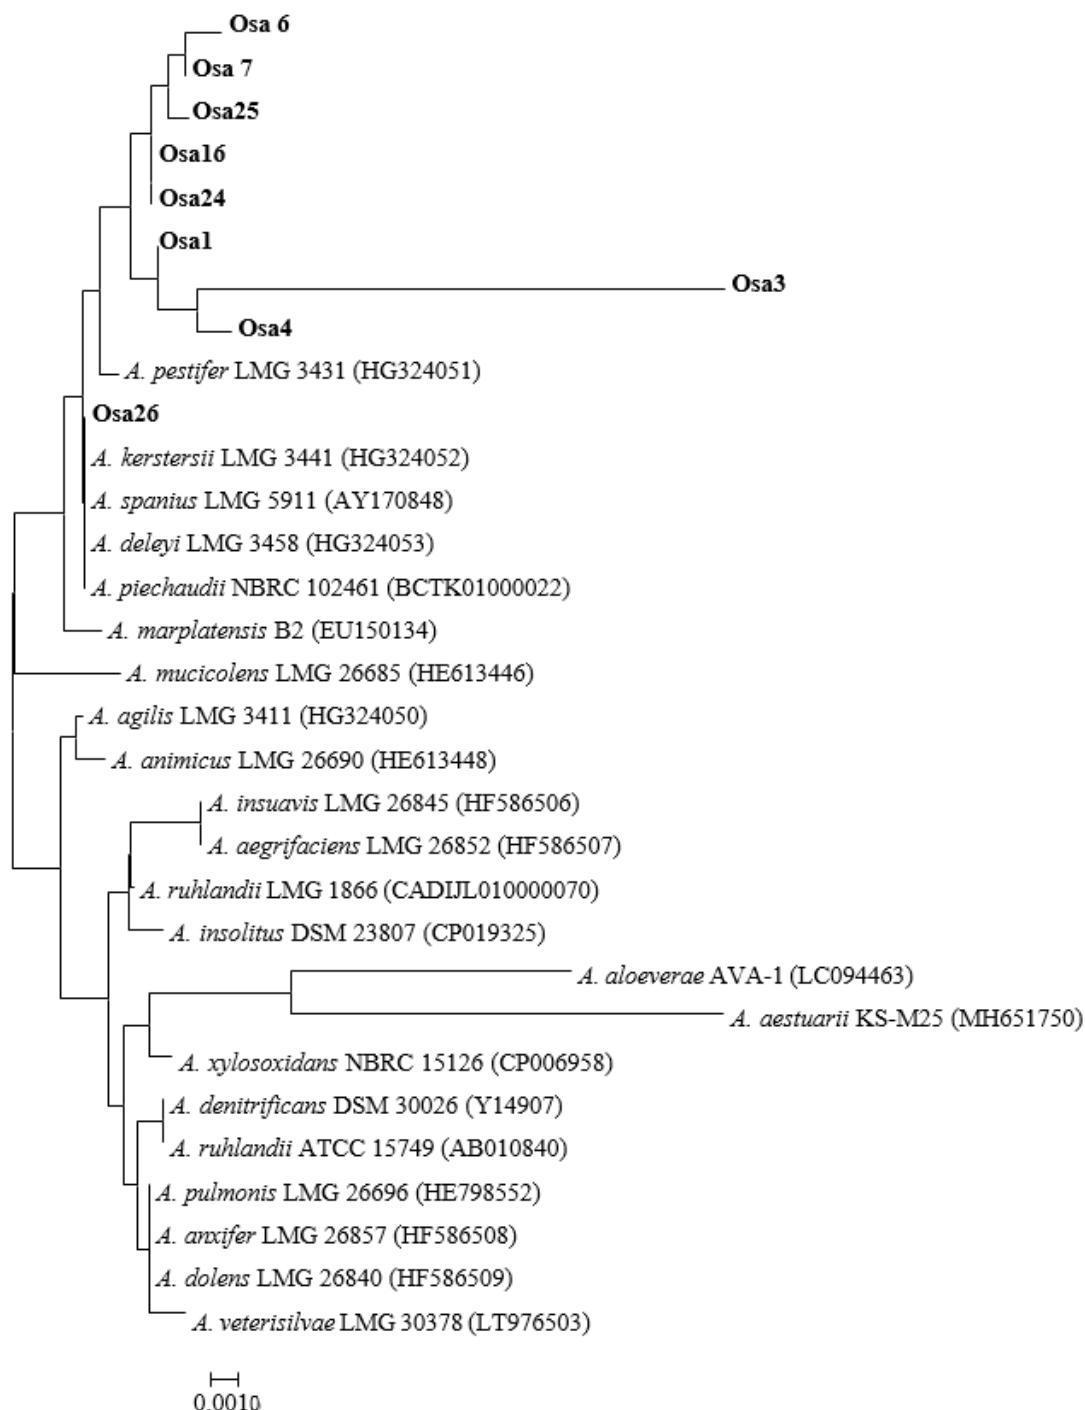 Osa 6
Osa 7
Osa25
Osa16
Osa24
Osa1
Osa3
Osa4
A. pestifer LMG 3431 (HG324051)
Osa26
A. kerstersii LMG 3441 (HG324052)
A. spanius LMG 5911 (AY170848)
A. deleyi LMG 3458 (HG324053)
A. piechaudii NBRC 102461 (BCTK01000022)
A. marplatensis B2 (EU150134)
A. mucicolens LMG 26685 (HE613446)
A. agilis LMG 3411 (HG324050)
A. animicus LMG 26690 (HE613448)
A. insuavis LMG 26845 (HF586506)
A. aegrifaciens LMG 26852 (HF586507)
A. ruhlandii LMG 1866 (CADIJL010000070)
A. insolitus DSM 23807 (CP019325)
A. aloeverae AVA-1 (LC094463)
A. aestuarii KS-M25 (MH651750)
A. xylosoxidans NBRC 15126 (CP006958)
A. denitrificans DSM 30026 (Y14907)
A. ruhlandii ATCC 15749 (AB010840)
A. pulmonis LMG 26696 (HE798552)
A. anxifer LMG 26857 (HF586508)
A. dolens LMG 26840 (HF586509)
A. veterisilvae LMG 30378 (LT976503)
0.0010